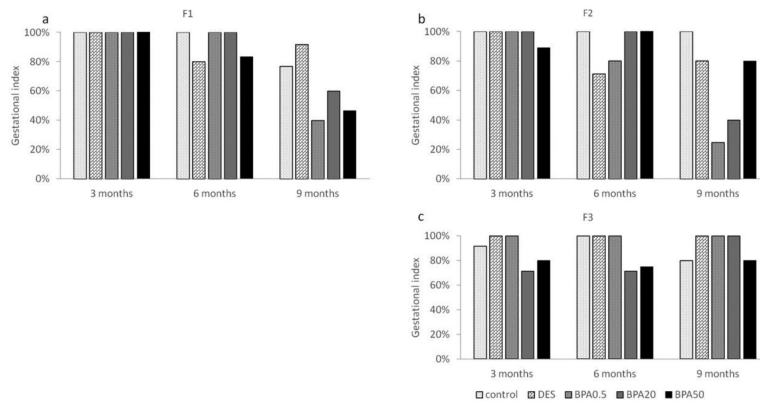 a
F1
Gestational index
100%
80%
60%
40%
20%
0%
3 months 6 months 9 months
b
F2
Gestational index
100%
80%
60%
40%
20%
0%
3 months 6 months 9 months
c
F3
Gestational index
100%
80%
60%
40%
20%
0%
3 months 6 months 9 months
control DES BPA0.5 BPA20 BPA50